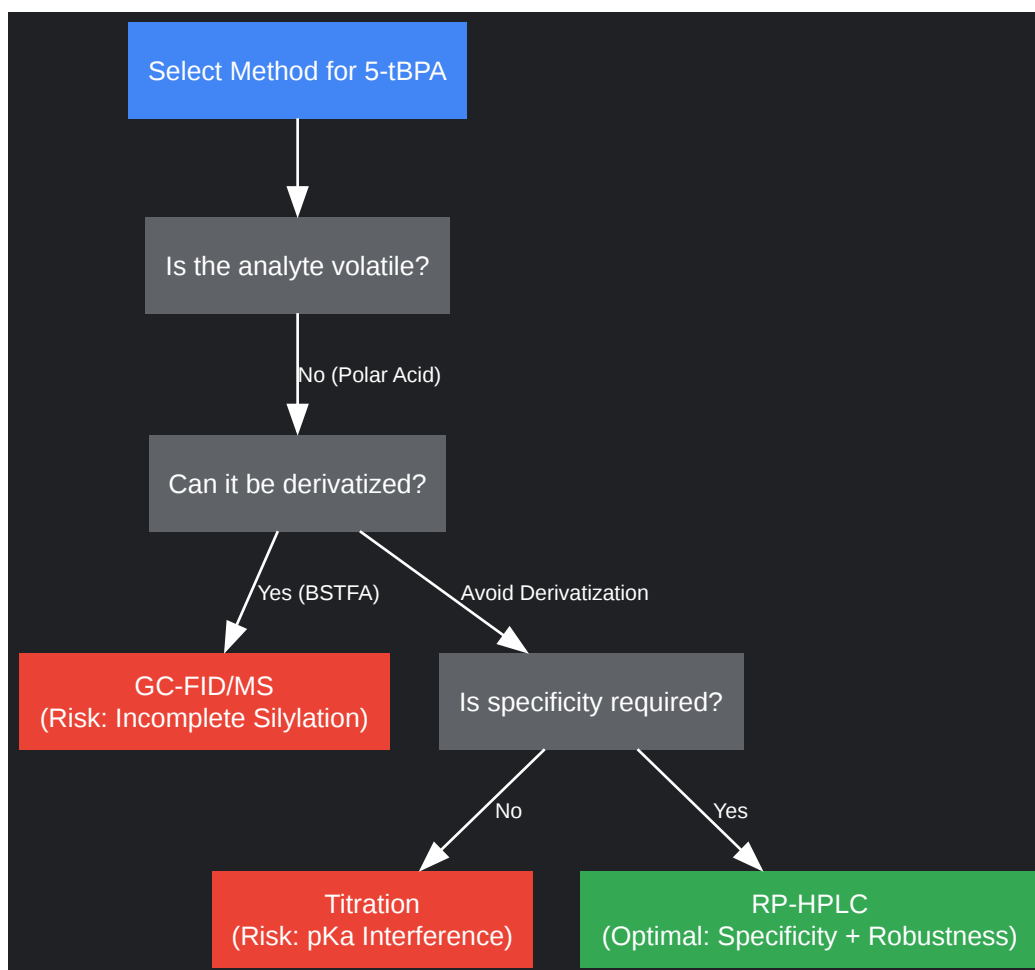 Select Method for 5-tBPA
Is the analyte volatile?
No (Polar Acid)
Can it be derivatized?
Yes (BSTFA)
Avoid Derivatization
GC-FID/MS
(Risk: Incomplete Silylation)
Is specificity required?
No
Yes
Titration
(Risk: pKa Interference)
RP-HPLC
(Optimal: Specificity + Robustness)